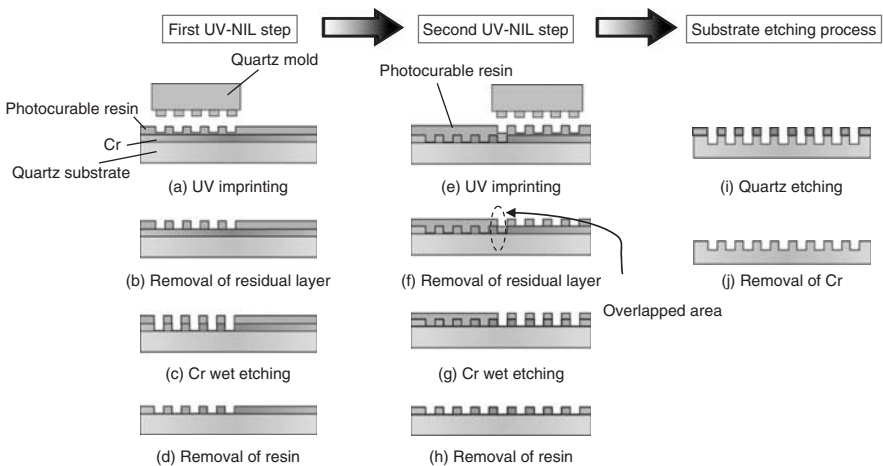 First UV-NIL step
Second UV-NIL step
Substrate etching process
Quartz mold
Photocurable resin
Cr
Quartz substrate
(a) UV imprinting
(b) Removal of residual layer
(c) Cr wet etching
(d) Removal of resin
Photocurable resin
(e) UV imprinting
(f) Removal of residual layer
Overlapped area
(g) Cr wet etching
(h) Removal of resin
(i) Quartz etching
(j) Removal of Cr